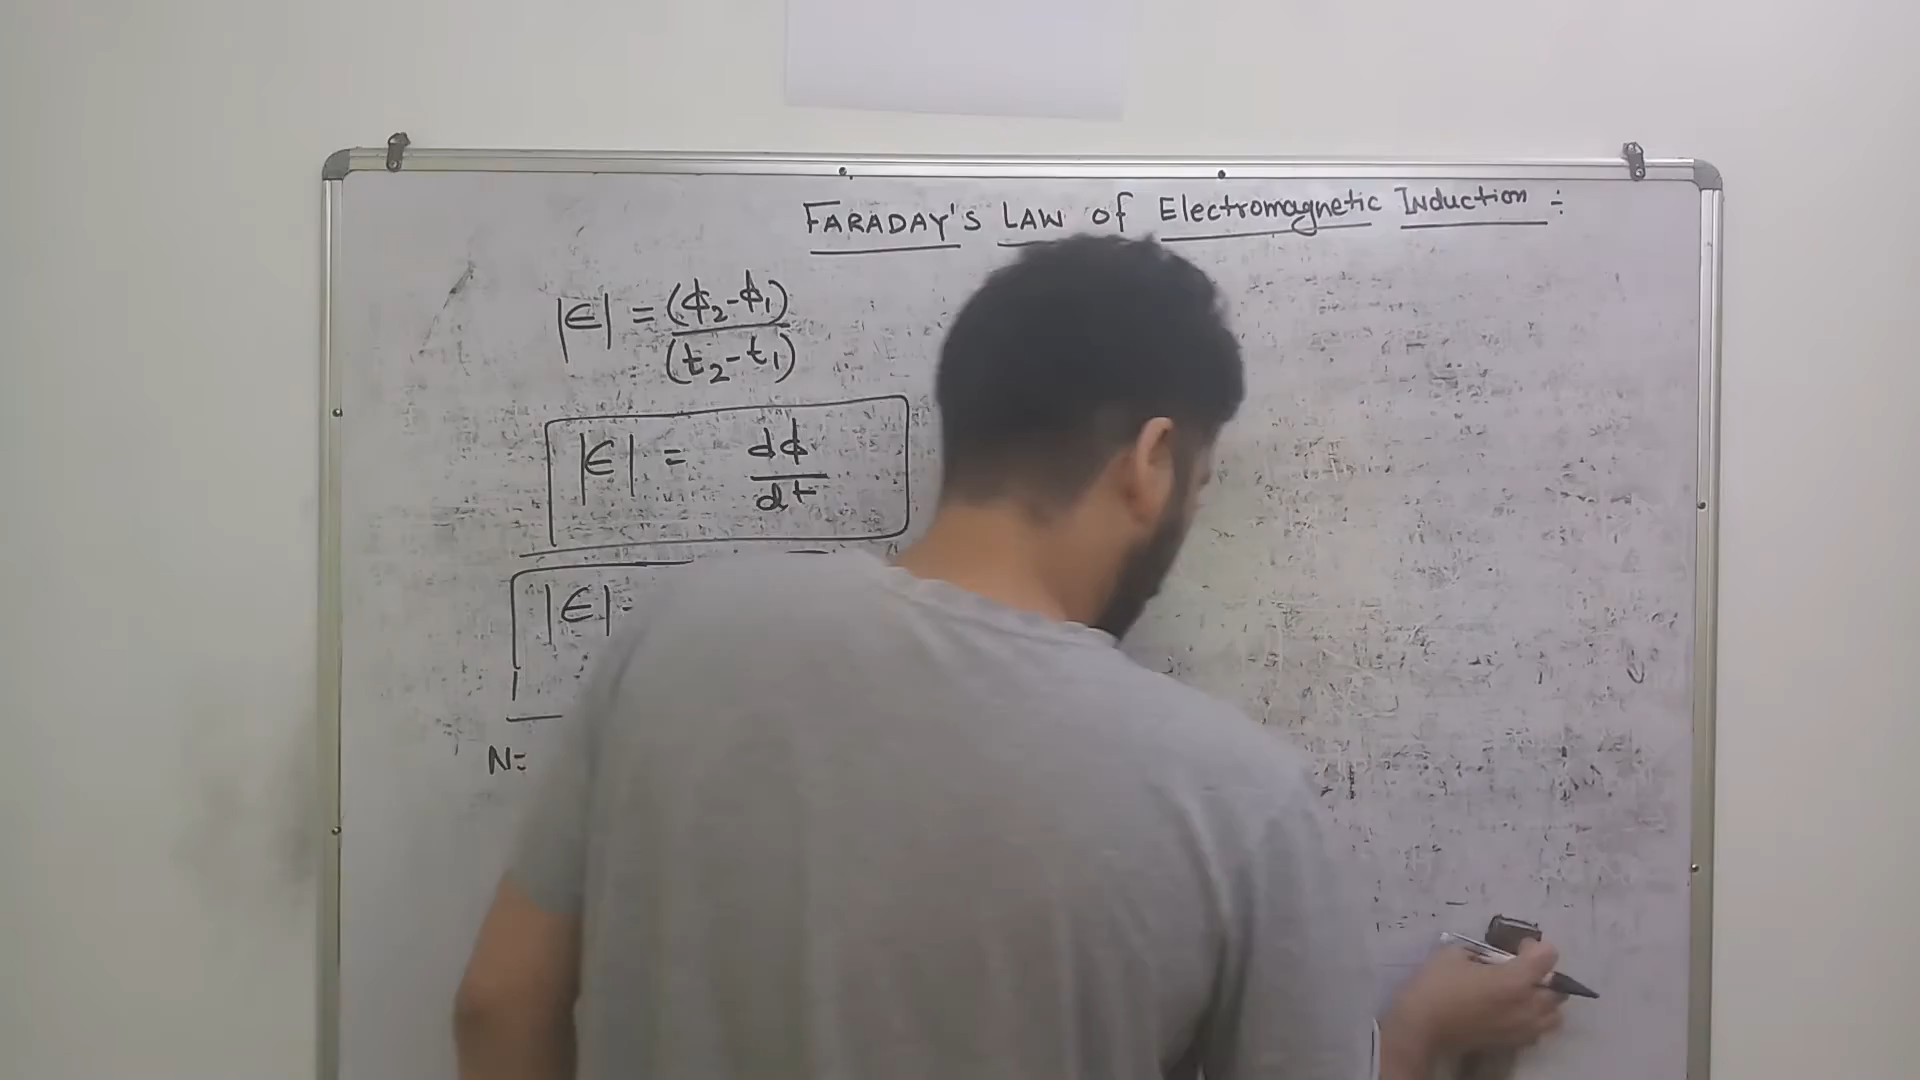 FARADAY'S LAW of Electromagnetic Induction :
|ε| = (ϕ₂-ϕ₁)
(t₂-t₁)
|ε| = dϕ
dt
|ε|=
N=